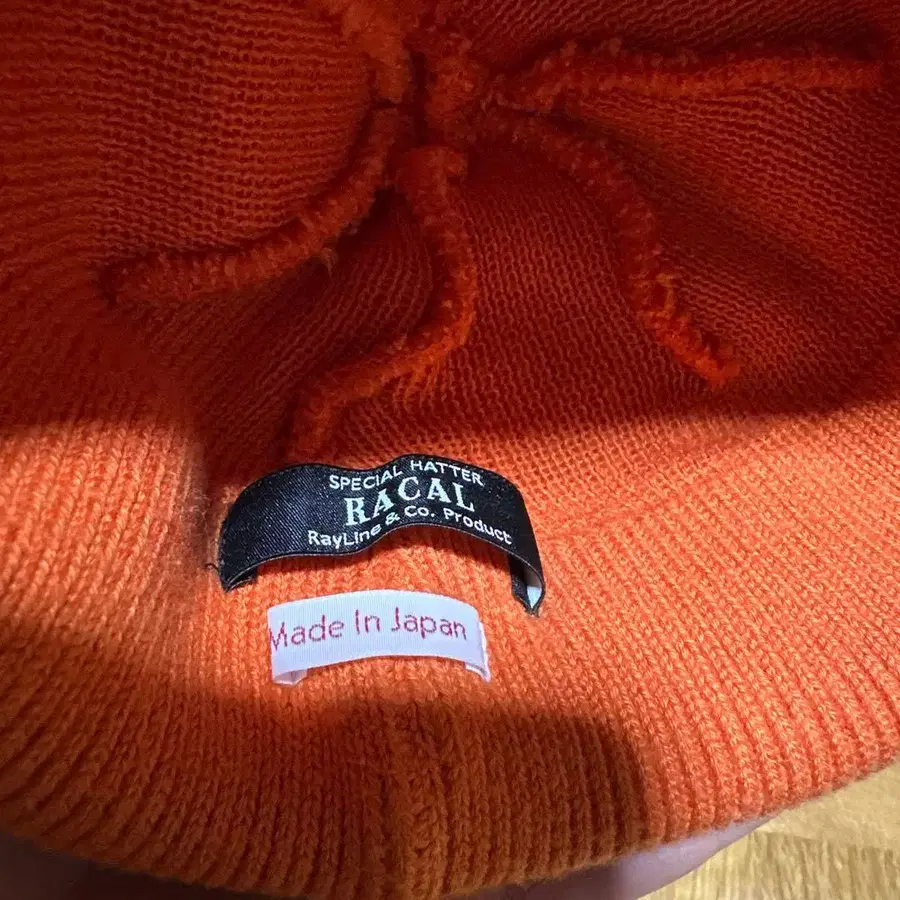 SPECIAL HATTER
RACAL
RayLine & Co. Product
Made In Japan